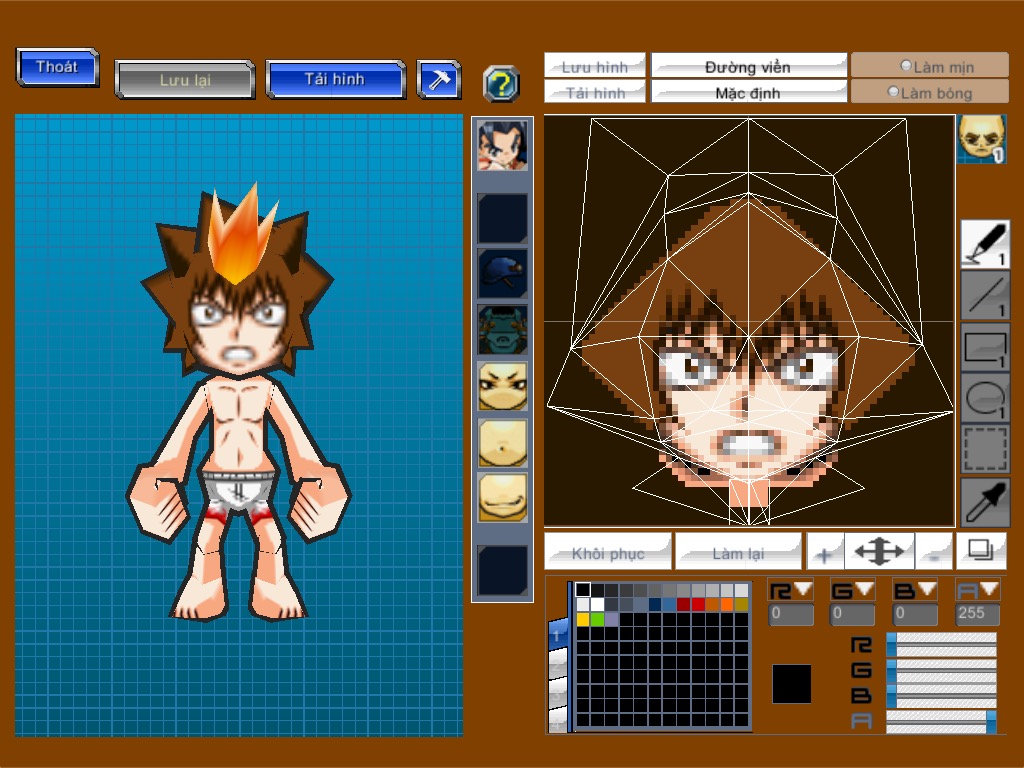 Thoát
Lưu lại
Tải hình
Lưu hình
Đường viền
Làm mịn
Tải hình
Mặc định
Làm bóng
1
1
1
1
1
Khôi phục
Làm lại
+
-
R
G
B
A
0
0
0
255
1
R
G
B
A